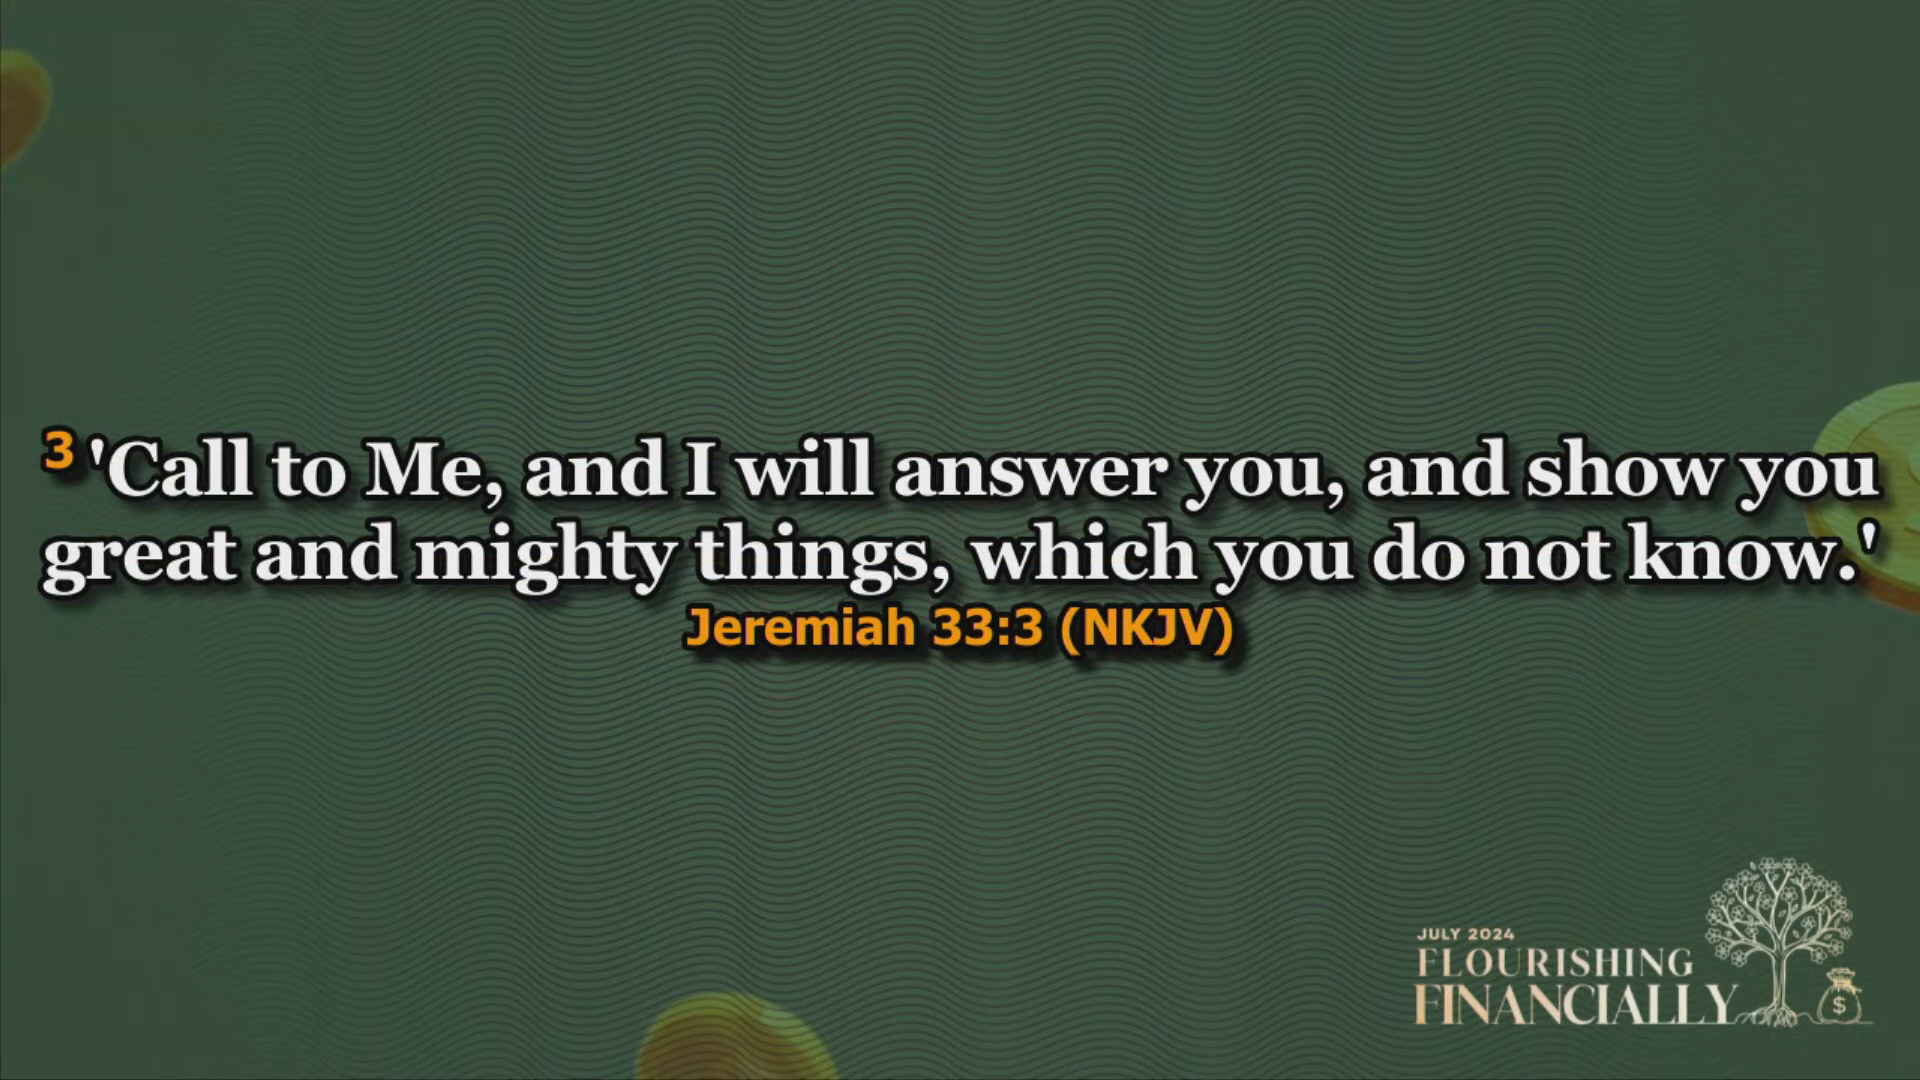 3 'Call to Me, and I will answer you, and show you
great and mighty things, which you do not know.'
Jeremiah 33:3 (NKJV)
JULY 2024
FLOURISHING
FINANCIALLY
$